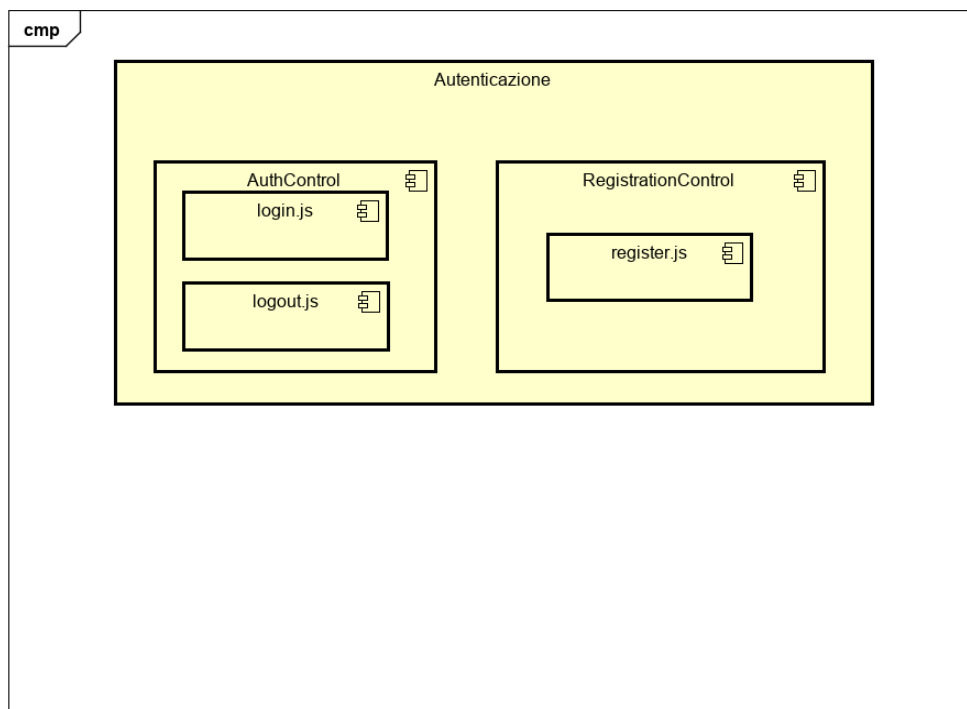 cmp
Autenticazione
AuthControl
login.js
logout.js
RegistrationControl
register.js